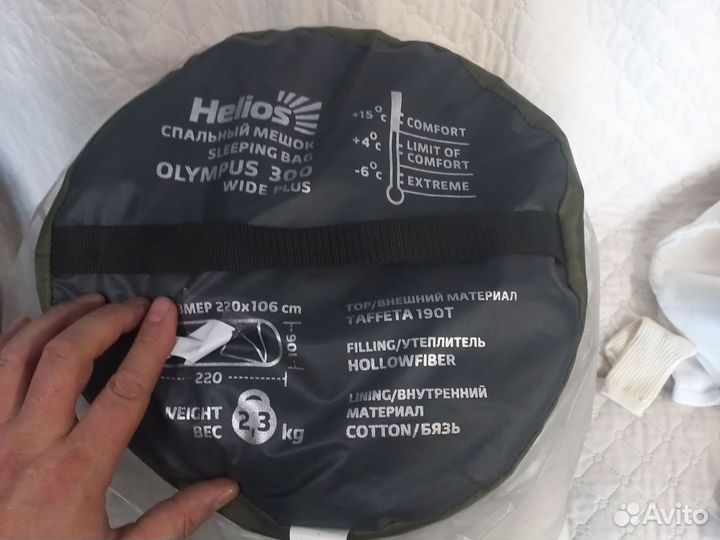 Helios
СПАЛЬНЫЙ МЕШОК
SLEEPING BAG
OLYMPUS 300
WIDE PLUS
+15°C COMFORT
+4°C LIMIT OF COMFORT
-6°C EXTREME
220x106 cm
106
220
WEIGHT
ВЕС 2,3 kg
TOP/ВНЕШНИЙ МАТЕРИАЛ
TAFFETA 190T
FILLING/УТЕПЛИТЕЛЬ
HOLLOWFIBER
LINING/ВНУТРЕННИЙ
МАТЕРИАЛ
COTTON/БЯЗЬ
Avito